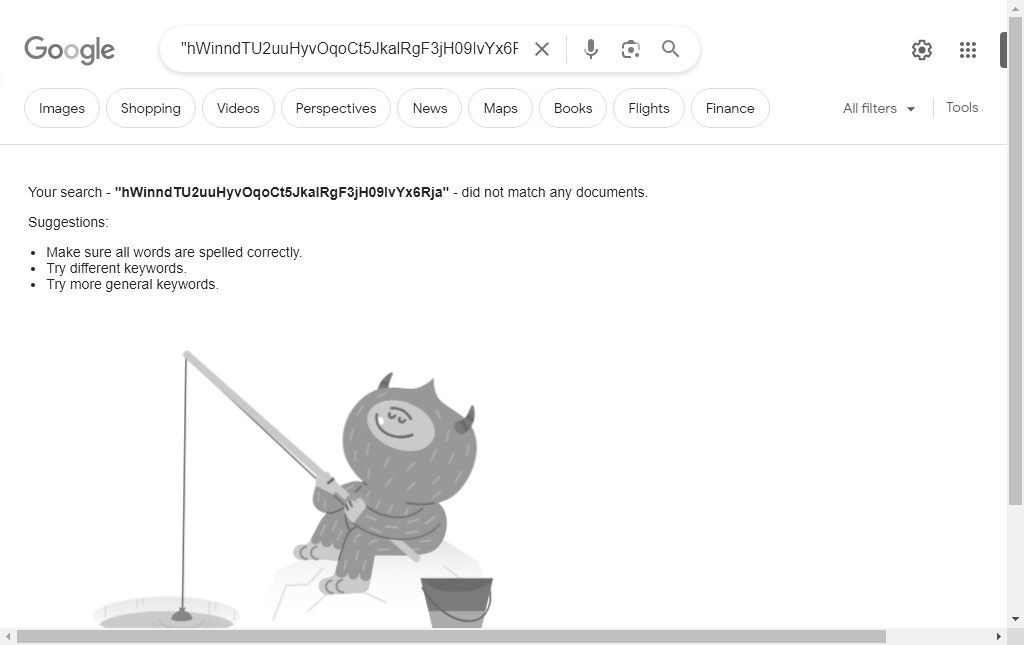 Google
"hWinndTU2uuHyvOqoCt5JkalRgF3jH09lvYx6F
Images
Shopping
Videos
Perspectives
News
Maps
Books
Flights
Finance
All filters
Tools
Your search - "hWinndTU2uuHyvOqoCt5JkalRgF3jH09lvYx6Rja" - did not match any documents.
Suggestions:
Make sure all words are spelled correctly.
Try different keywords.
Try more general keywords.